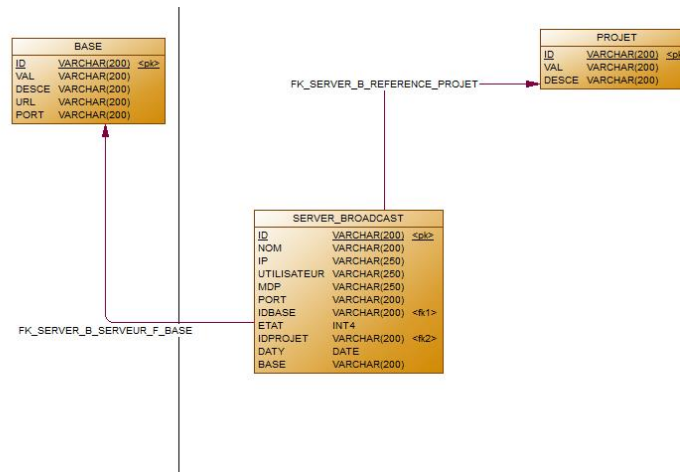 BASE
ID VARCHAR(200) <pk>
VAL VARCHAR(200)
DESCE VARCHAR(200)
URL VARCHAR(200)
PORT VARCHAR(200)
PROJET
ID VARCHAR(200) <pk>
VAL VARCHAR(200)
DESCE VARCHAR(200)
FK_SERVER_B_REFERENCE_PROJET
SERVER_BROADCAST
ID VARCHAR(200) <pk>
NOM VARCHAR(200)
IP VARCHAR(250)
UTILISATEUR VARCHAR(250)
MDP VARCHAR(250)
PORT VARCHAR(200)
IDBASE VARCHAR(200) <fk1>
ETAT INT4
IDPROJET VARCHAR(200) <fk2>
DATY DATE
BASE VARCHAR(200)
FK_SERVER_B_SERVEUR_F_BASE